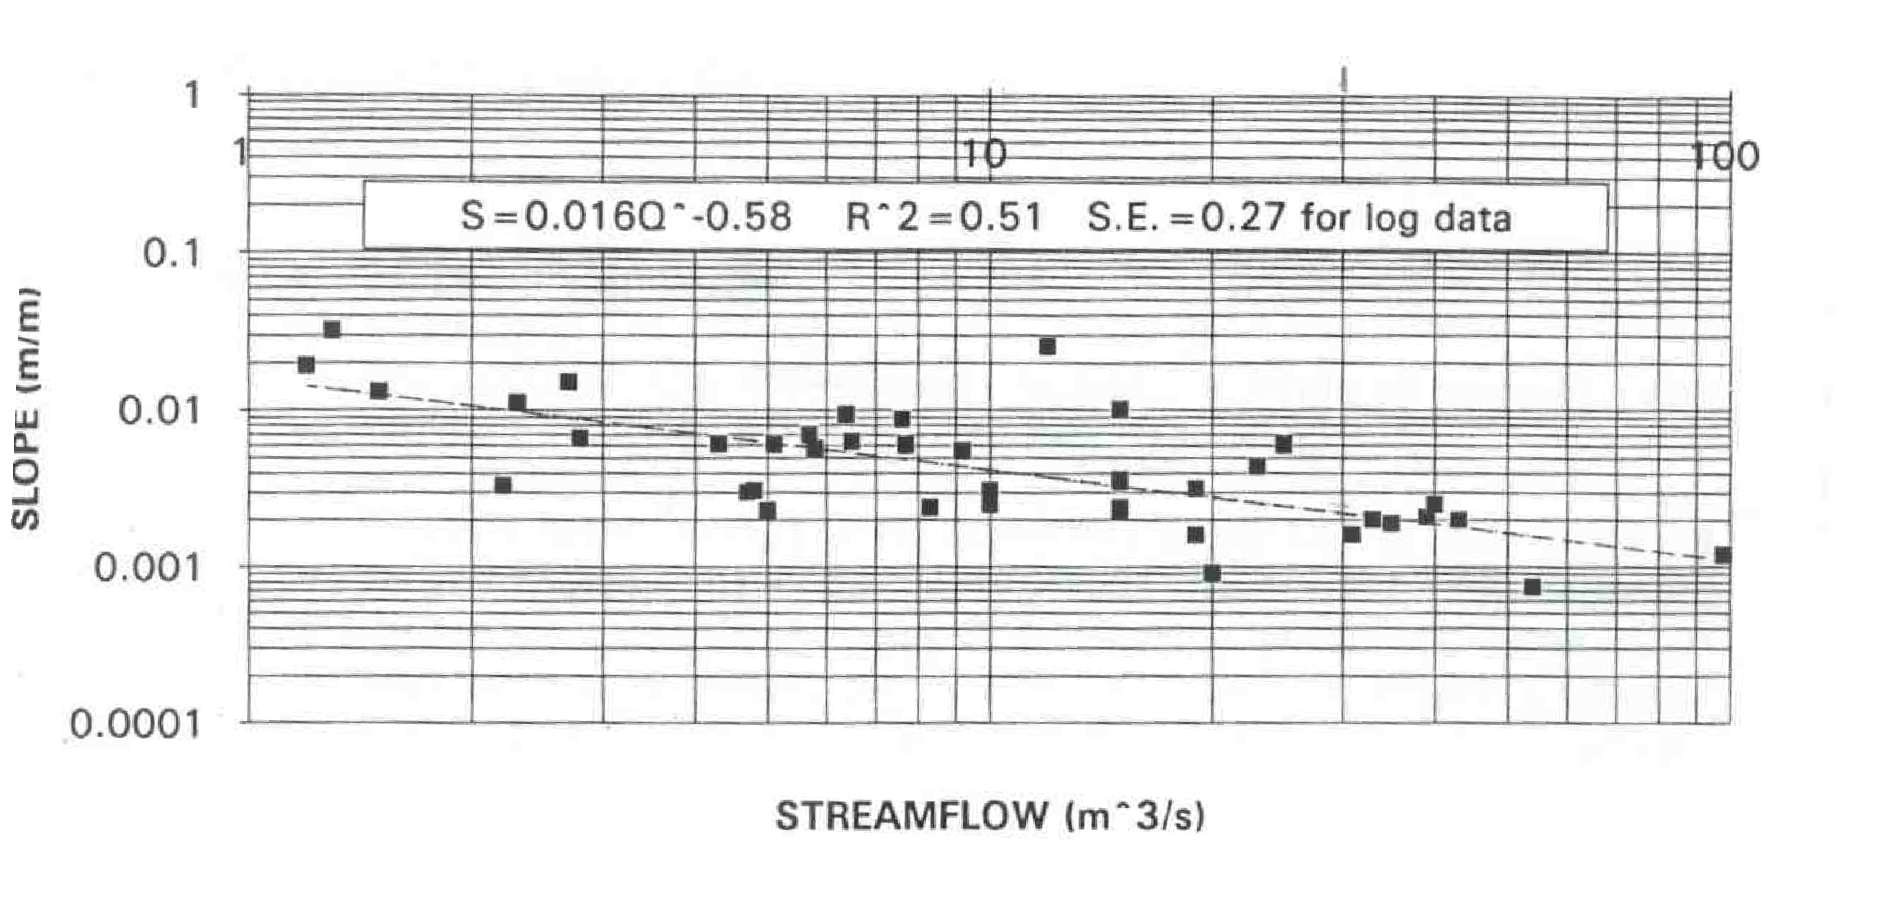 1
1 10 100
S=0.016Q^-0.58 R^2=0.51 S.E.=0.27 for log data
0.1
0.01
0.001
0.0001
SLOPE (m/m)
STREAMFLOW (m^3/s)